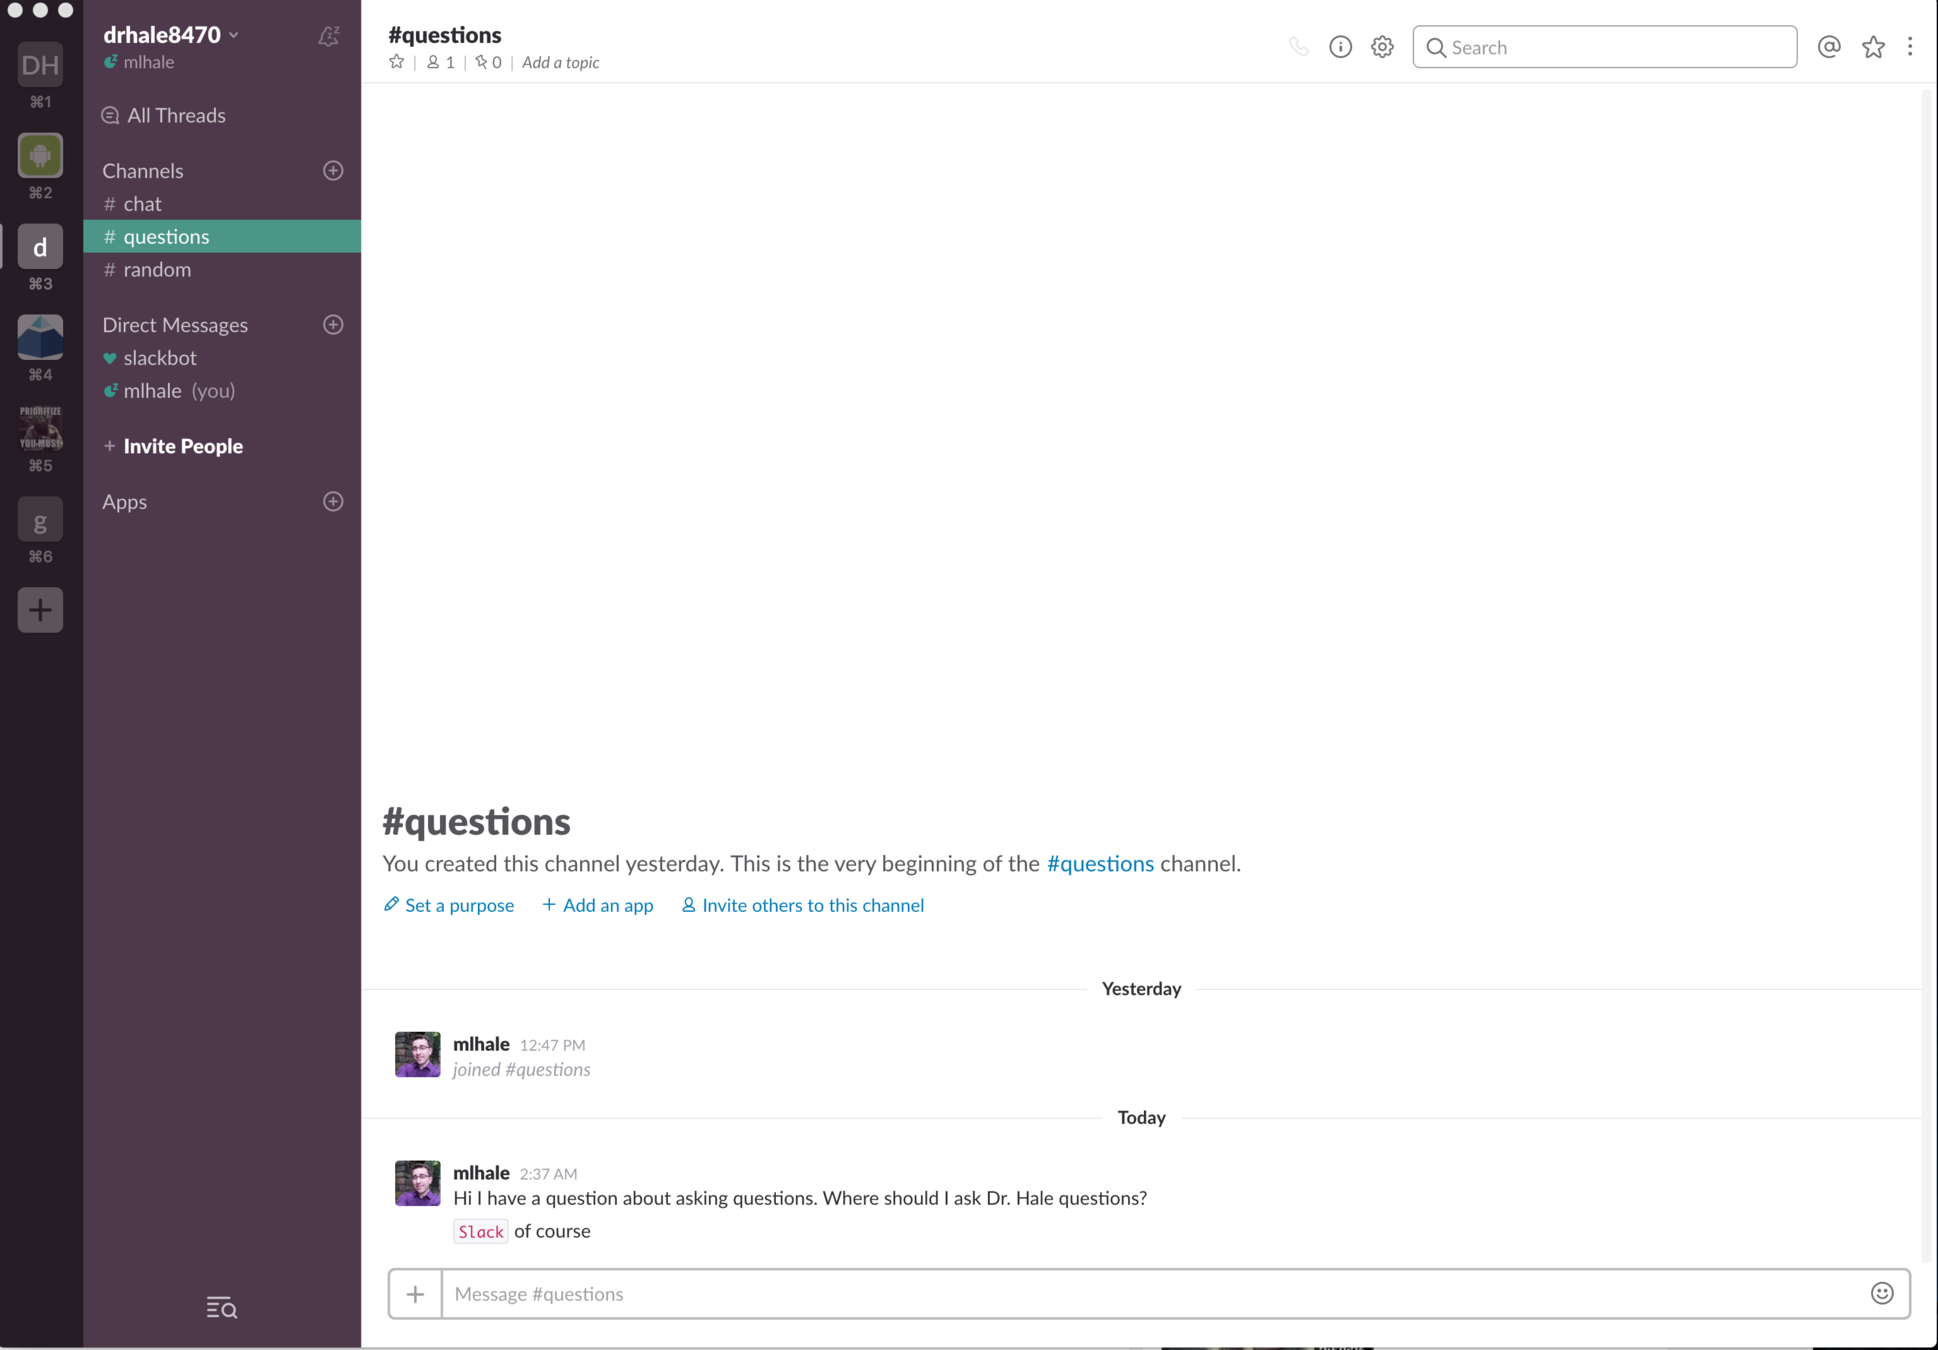 DH
⌘1
⌘2
d
⌘3
⌘4
PRIORITIZE
YOU MUST
⌘5
g
⌘6
drhale8470
mlhale
All Threads
Channels
# chat
# questions
# random
Direct Messages
slackbot
mlhale (you)
+ Invite People
Apps
#questions
1 | 0 | Add a topic
Search
#questions
You created this channel yesterday. This is the very beginning of the #questions channel.
Set a purpose + Add an app Invite others to this channel
Yesterday
mlhale 12:47 PM
joined #questions
Today
mlhale 2:37 AM
Hi I have a question about asking questions. Where should I ask Dr. Hale questions?
Slack of course
Message #questions